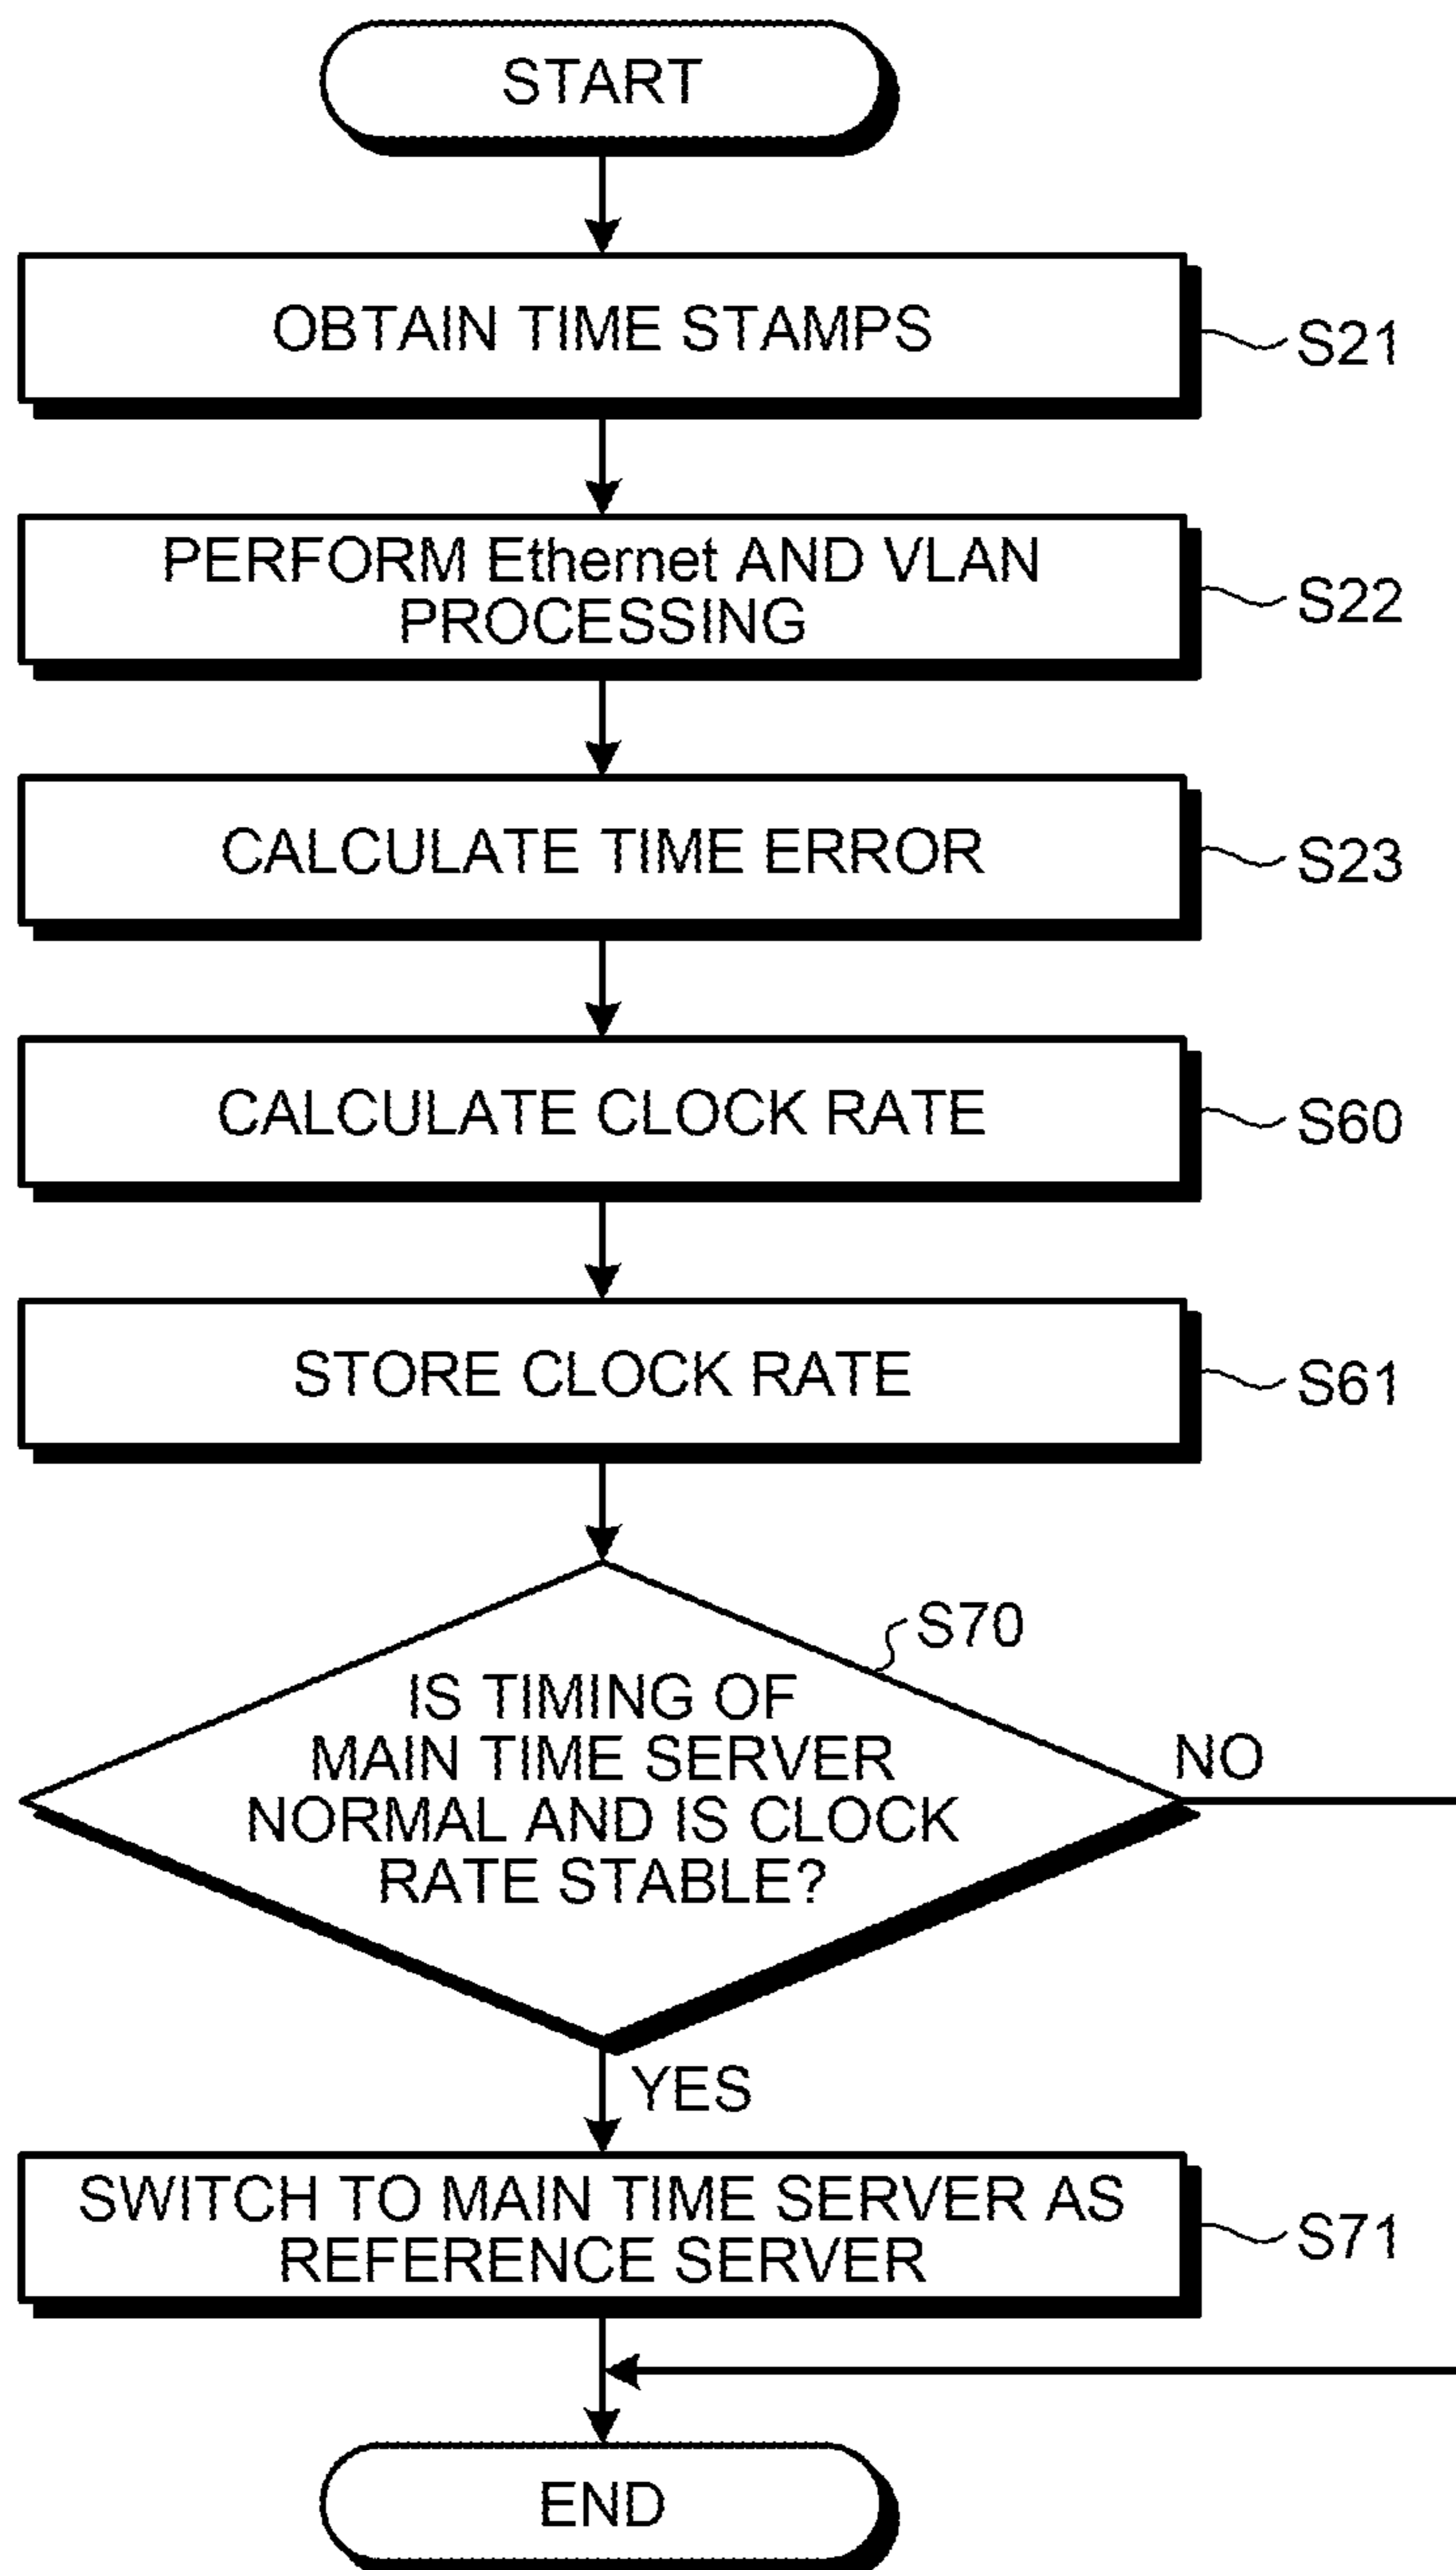 START
OBTAIN TIME STAMPS
S21
PERFORM Ethernet AND VLAN
PROCESSING
S22
CALCULATE TIME ERROR
S23
CALCULATE CLOCK RATE
S60
STORE CLOCK RATE
S61
S70
IS TIMING OF
MAIN TIME SERVER
NORMAL AND IS CLOCK
RATE STABLE?
NO
YES
SWITCH TO MAIN TIME SERVER AS
REFERENCE SERVER
S71
END